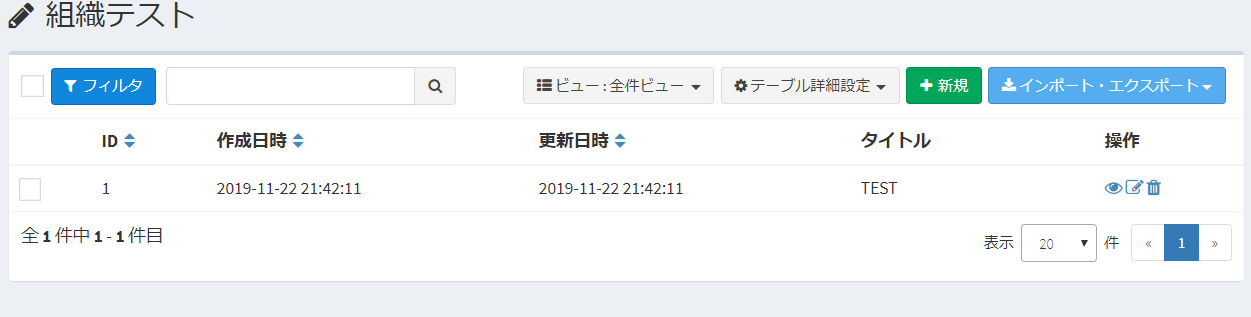 組織テスト
フィルタ ビュー : 全件ビュー テーブル詳細設定 新規 インポート・エクスポート
ID 作成日時 更新日時 タイトル 操作
1 2019-11-22 21:42:11 2019-11-22 21:42:11 TEST
全 1 件中 1 - 1 件目
表示 20 件 « 1 »